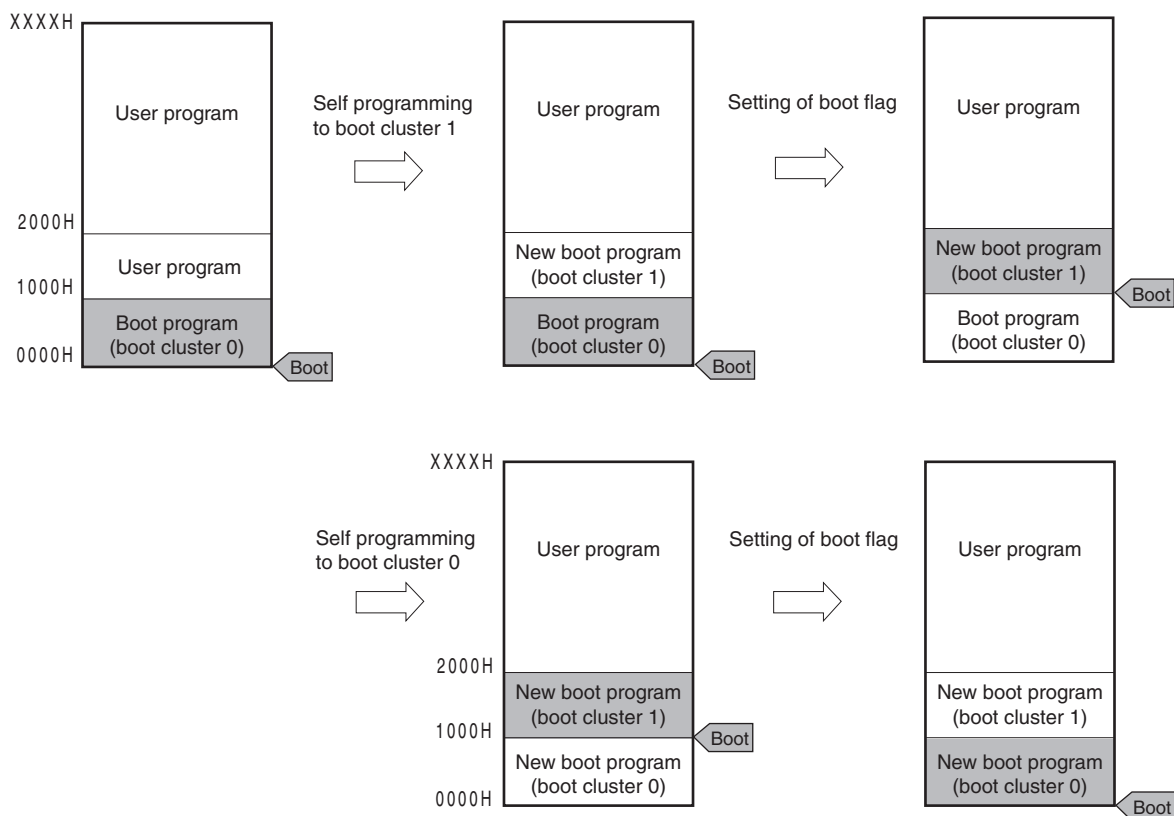 XXXXH
User program
2000H
User program
1000H
Boot program
(boot cluster 0)
0000H
Boot
Self programming
to boot cluster 1
User program
New boot program
(boot cluster 1)
Boot program
(boot cluster 0)
Boot
Setting of boot flag
User program
New boot program
(boot cluster 1)
Boot
Boot program
(boot cluster 0)
Self programming
to boot cluster 0
XXXXH
User program
2000H
New boot program
(boot cluster 1)
1000H
Boot
New boot program
(boot cluster 0)
0000H
Setting of boot flag
User program
New boot program
(boot cluster 1)
New boot program
(boot cluster 0)
Boot